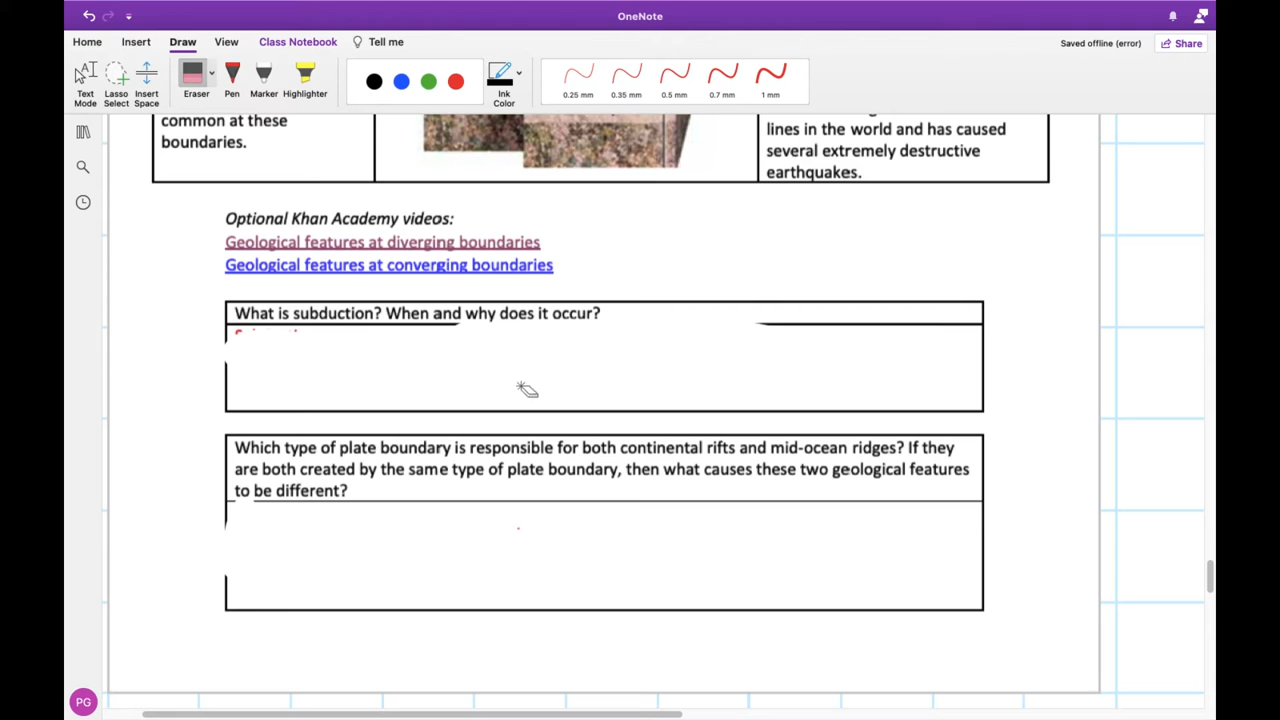 OneNote
Home Insert Draw View Class Notebook Tell me
Saved offline (error) Share
Text Mode
Lasso Select
Insert Space
Eraser
Pen
Marker
Highlighter
Ink Color
0.25 mm 0.35 mm 0.5 mm 0.7 mm 1 mm
common at these
boundaries.
lines in the world and has caused
several extremely destructive
earthquakes.
Optional Khan Academy videos:
Geological features at diverging boundaries
Geological features at converging boundaries
What is subduction? When and why does it occur?
Which type of plate boundary is responsible for both continental rifts and mid-ocean ridges? If they
are both created by the same type of plate boundary, then what causes these two geological features
to be different?
PG